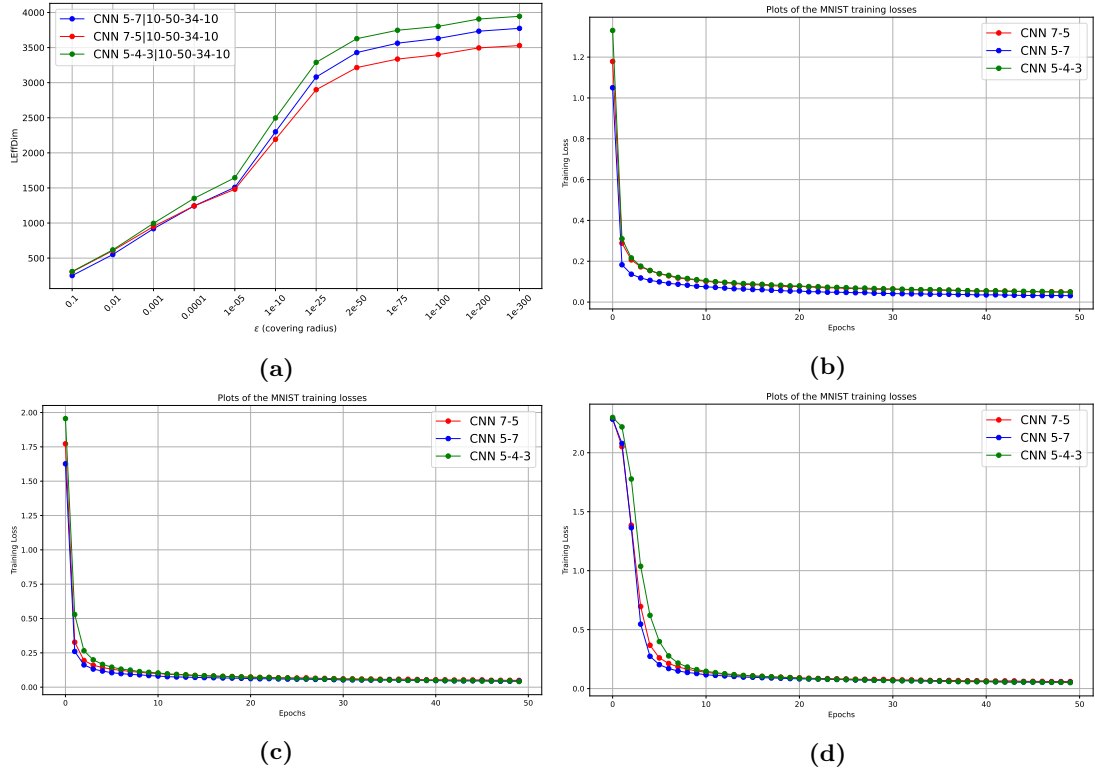 CNN 5-7|10-50-34-10
CNN 7-5|10-50-34-10
CNN 5-4-3|10-50-34-10
LEffDim
4000
3500
3000
2500
2000
1500
1000
500
0.1
0.01
0.001
0.0001
1e-05
1e-10
1e-25
2e-50
1e-75
1e-100
1e-200
1e-300
ε (covering radius)
(a)
Plots of the MNIST training losses
CNN 7-5
CNN 5-7
CNN 5-4-3
Training Loss
1.2
1.0
0.8
0.6
0.4
0.2
0.0
0
10
20
30
40
50
Epochs
(b)
Plots of the MNIST training losses
CNN 7-5
CNN 5-7
CNN 5-4-3
Training Loss
2.00
1.75
1.50
1.25
1.00
0.75
0.50
0.25
0.00
0
10
20
30
40
50
Epochs
(c)
Plots of the MNIST training losses
CNN 7-5
CNN 5-7
CNN 5-4-3
Training Loss
2.0
1.5
1.0
0.5
0.0
0
10
20
30
40
50
Epochs
(d)